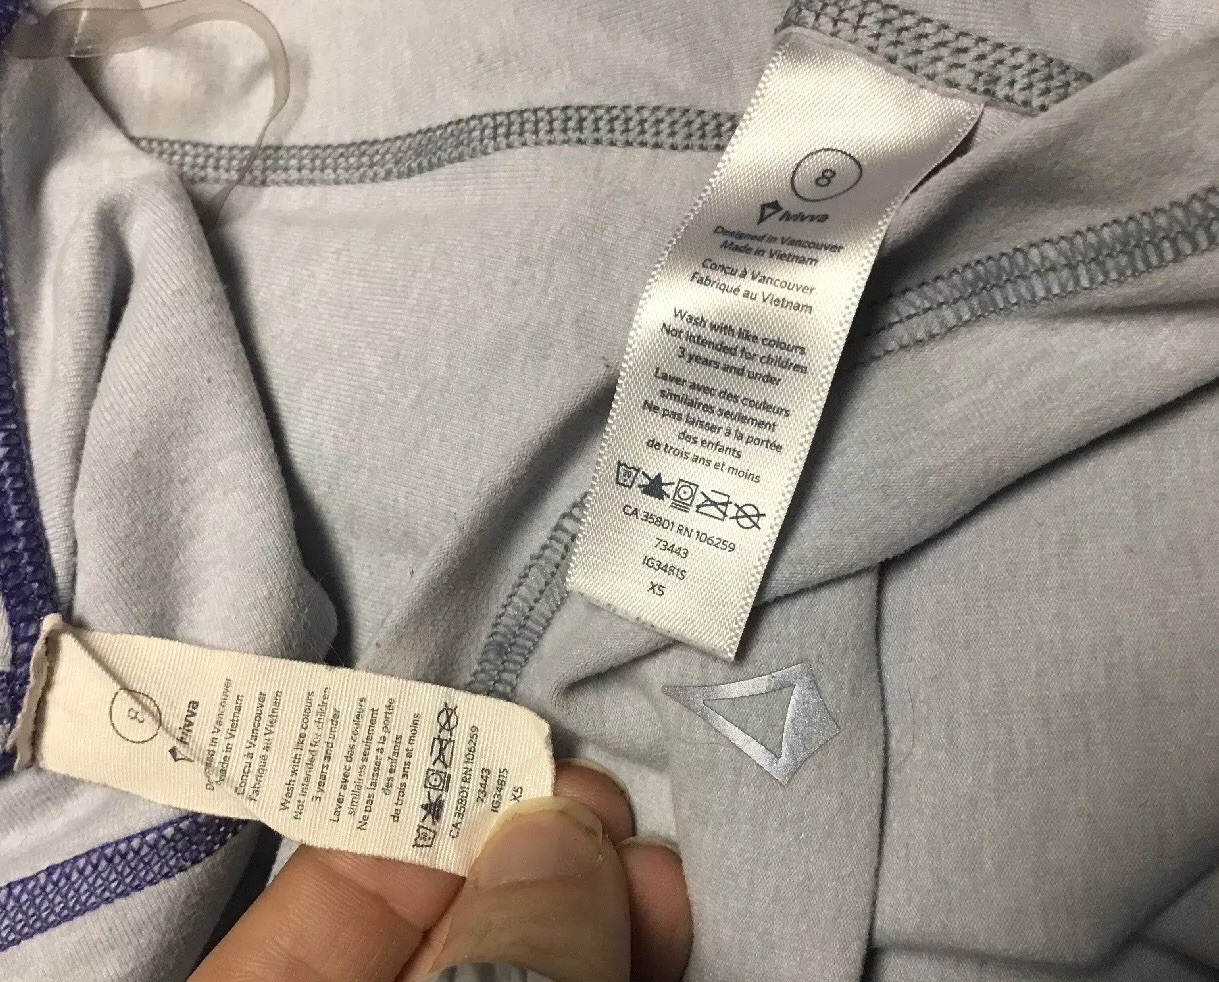 8
ivivva
Designed in Vancouver
Made in Vietnam
Conçu à Vancouver
Fabriqué au Vietnam
Wash with like colours
Not intended for children
3 years and under
Laver avec des couleurs
similaires seulement
Ne pas laisser à la portée
des enfants
de trois ans et moins
30
CA 35801 RN 106259
73443
IG3481S
XS
8
ivivva
Designed in Vancouver
Made in Vietnam
Conçu à Vancouver
Fabriqué au Vietnam
Wash with like colours
Not intended for children
3 years and under
Laver avec des couleurs
similaires seulement
Ne pas laisser à la portée
des enfants
de trois ans et moins
30
CA 35801 RN 106259
73443
IG3481S
XS